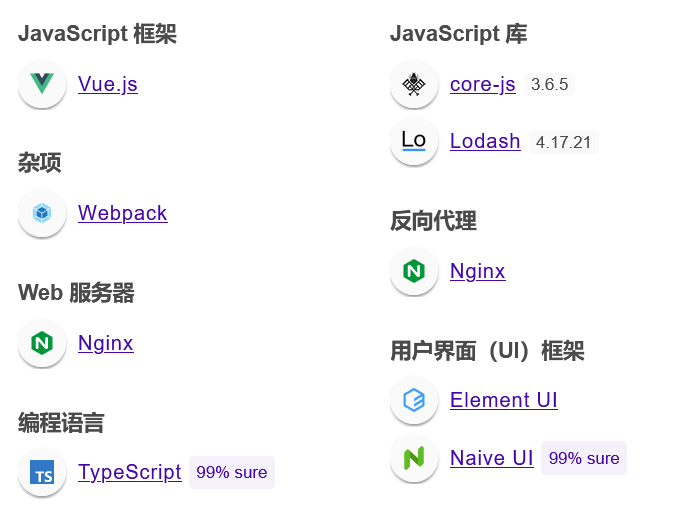 JavaScript 框架
Vue.js
杂项
Webpack
Web 服务器
Nginx
编程语言
TS
TypeScript 99% sure
JavaScript 库
core-js 3.6.5
Lo
Lodash 4.17.21
反向代理
Nginx
用户界面（UI）框架
Element UI
Naive UI 99% sure